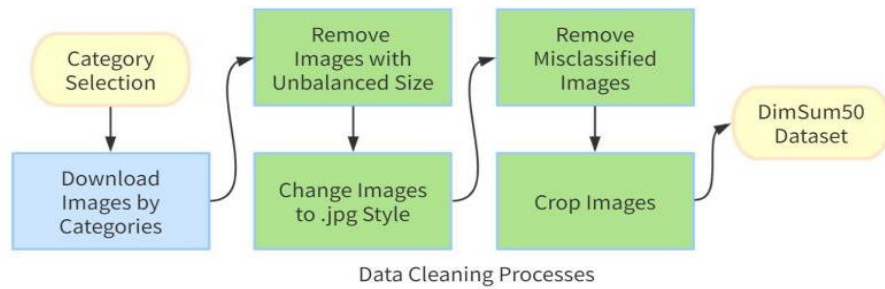 Category
Selection
Download
Images by
Categories
Remove
Images with
Unbalanced Size
Change Images
to .jpg Style
Remove
Misclassified
Images
Crop Images
DimSum50
Dataset
Data Cleaning Processes